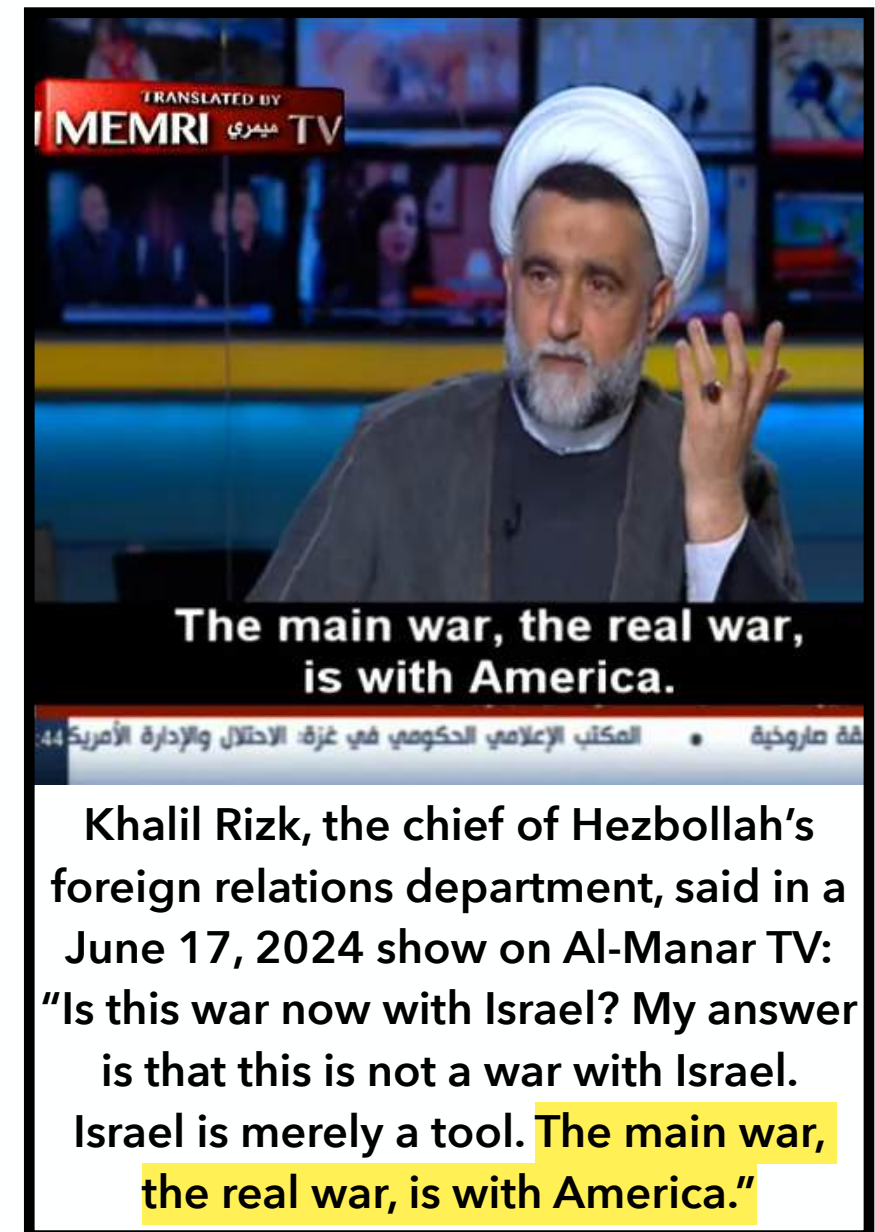 TRANSLATED BY
MEMRI ميمري TV
The main war, the real war,
is with America.
:44 المكتب الإعلامي الحكومي في غزة: الاحتلال والإدارة • صاروخية
Khalil Rizk, the chief of Hezbollah’s
foreign relations department, said in a
June 17, 2024 show on Al-Manar TV:
“Is this war now with Israel? My answer
is that this is not a war with Israel.
Israel is merely a tool. The main war,
the real war, is with America.”